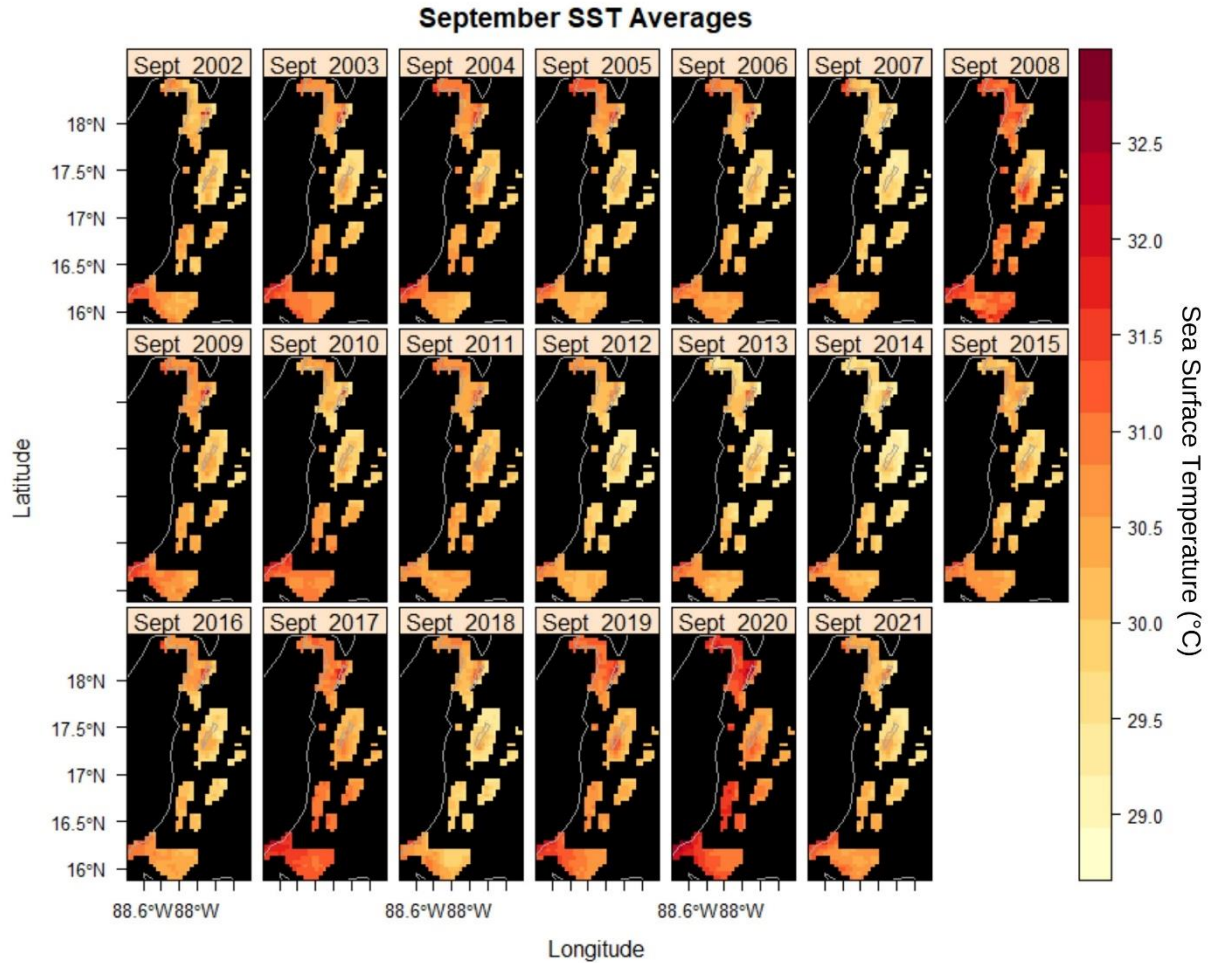 September SST Averages
Sept 2002 Sept 2003 Sept 2004 Sept 2005 Sept 2006 Sept 2007 Sept 2008
18°N
17.5°N
17°N
16.5°N
16°N
Sept 2009 Sept 2010 Sept 2011 Sept 2012 Sept 2013 Sept 2014 Sept 2015
Sept 2016 Sept 2017 Sept 2018 Sept 2019 Sept 2020 Sept 2021
18°N
17.5°N
17°N
16.5°N
16°N
88.6°W88°W 88.6°W88°W 88.6°W88°W
Longitude
Latitude
32.5
32.0
31.5
31.0
30.5
30.0
29.5
29.0
Sea Surface Temperature (°C)